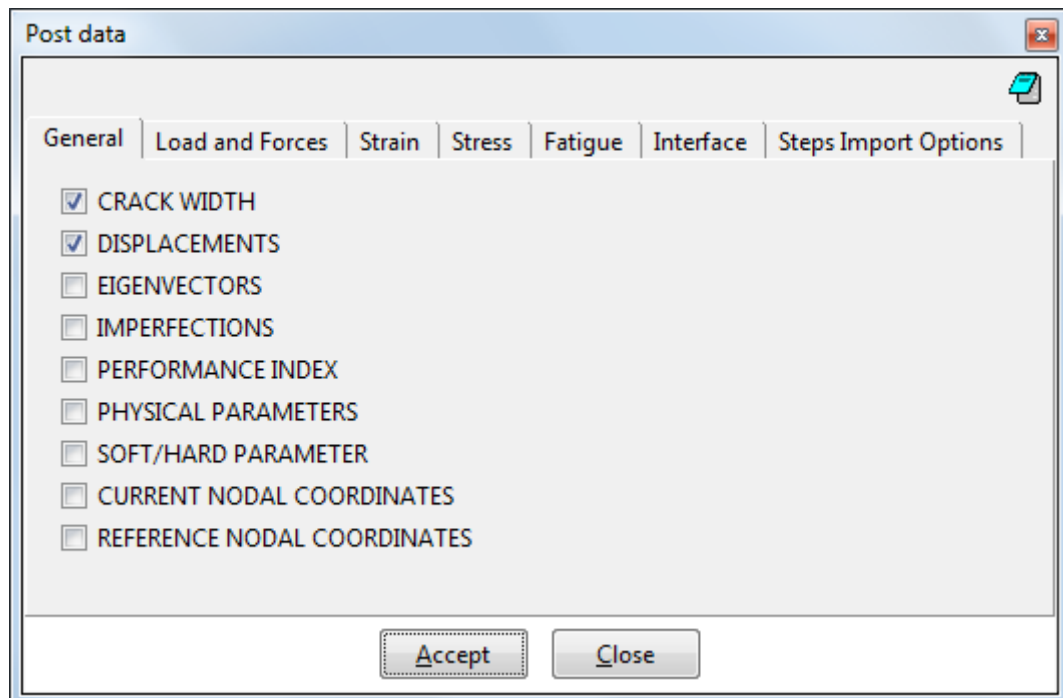 Post data
General Load and Forces Strain Stress Fatigue Interface Steps Import Options
CRACK WIDTH
DISPLACEMENTS
EIGENVECTORS
IMPERFECTIONS
PERFORMANCE INDEX
PHYSICAL PARAMETERS
SOFT/HARD PARAMETER
CURRENT NODAL COORDINATES
REFERENCE NODAL COORDINATES
Accept Close